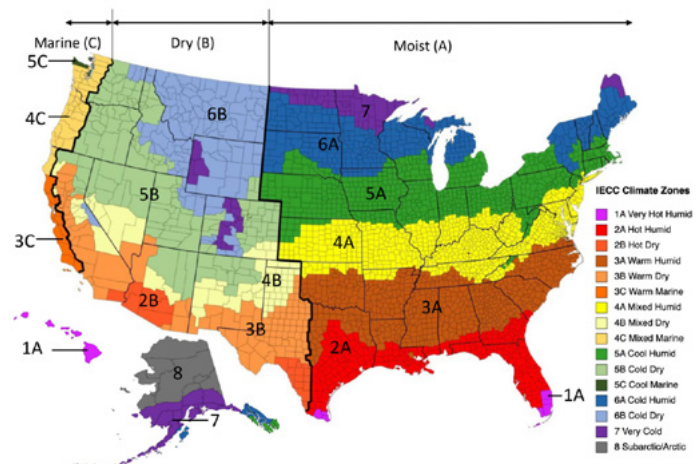 Marine (C)
Dry (B)
Moist (A)
5C
4C
6B
7
6A
5B
5A
3C
4A
4B
2B
3B
3A
2A
1A
8
7
1A
IECC Climate Zones
1A Very Hot Humid
2A Hot Humid
2B Hot Dry
3A Warm Humid
3B Warm Dry
3C Warm Marine
4A Mixed Humid
4B Mixed Dry
4C Mixed Marine
5A Cool Humid
5B Cold Dry
5C Cool Marine
6A Cold Humid
6B Cold Dry
7 Very Cold
8 Subarctic/Arctic